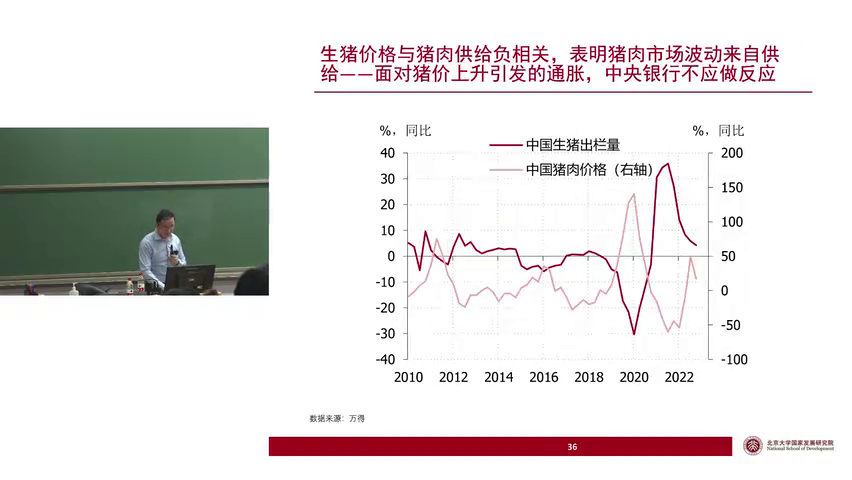 生猪价格与猪肉供给负相关，表明猪肉市场波动来自供
给——面对猪价上升引发的通胀，中央银行不应做反应
%，同比
%，同比
中国生猪出栏量
中国猪肉价格（右轴）
40
30
20
10
0
-10
-20
-30
-40
200
150
100
50
0
-50
-100
2010 2012 2014 2016 2018 2020 2022
数据来源：万得
36
北京大学国家发展研究院
National School of Development